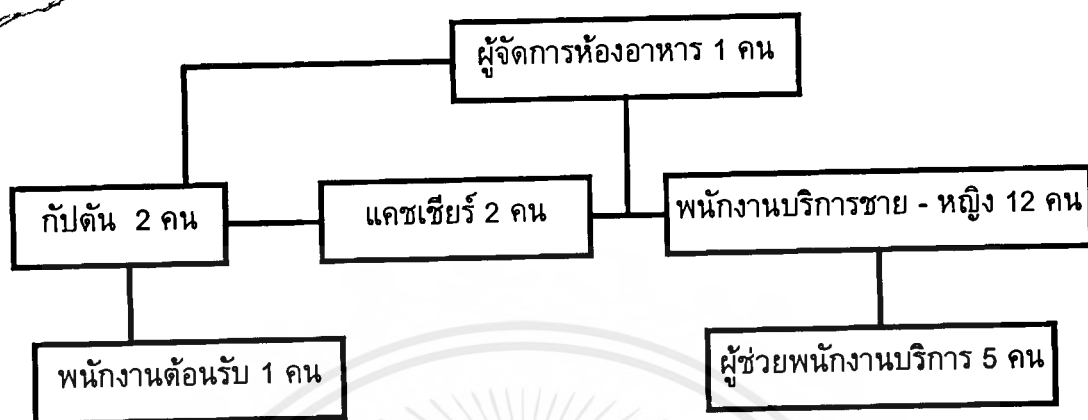 ผู้จัดการห้องอาหาร 1 คน
กัปตัน 2 คน
แคชเชียร์ 2 คน
พนักงานบริการชาย - หญิง 12 คน
พนักงานต้อนรับ 1 คน
ผู้ช่วยพนักงานบริการ 5 คน